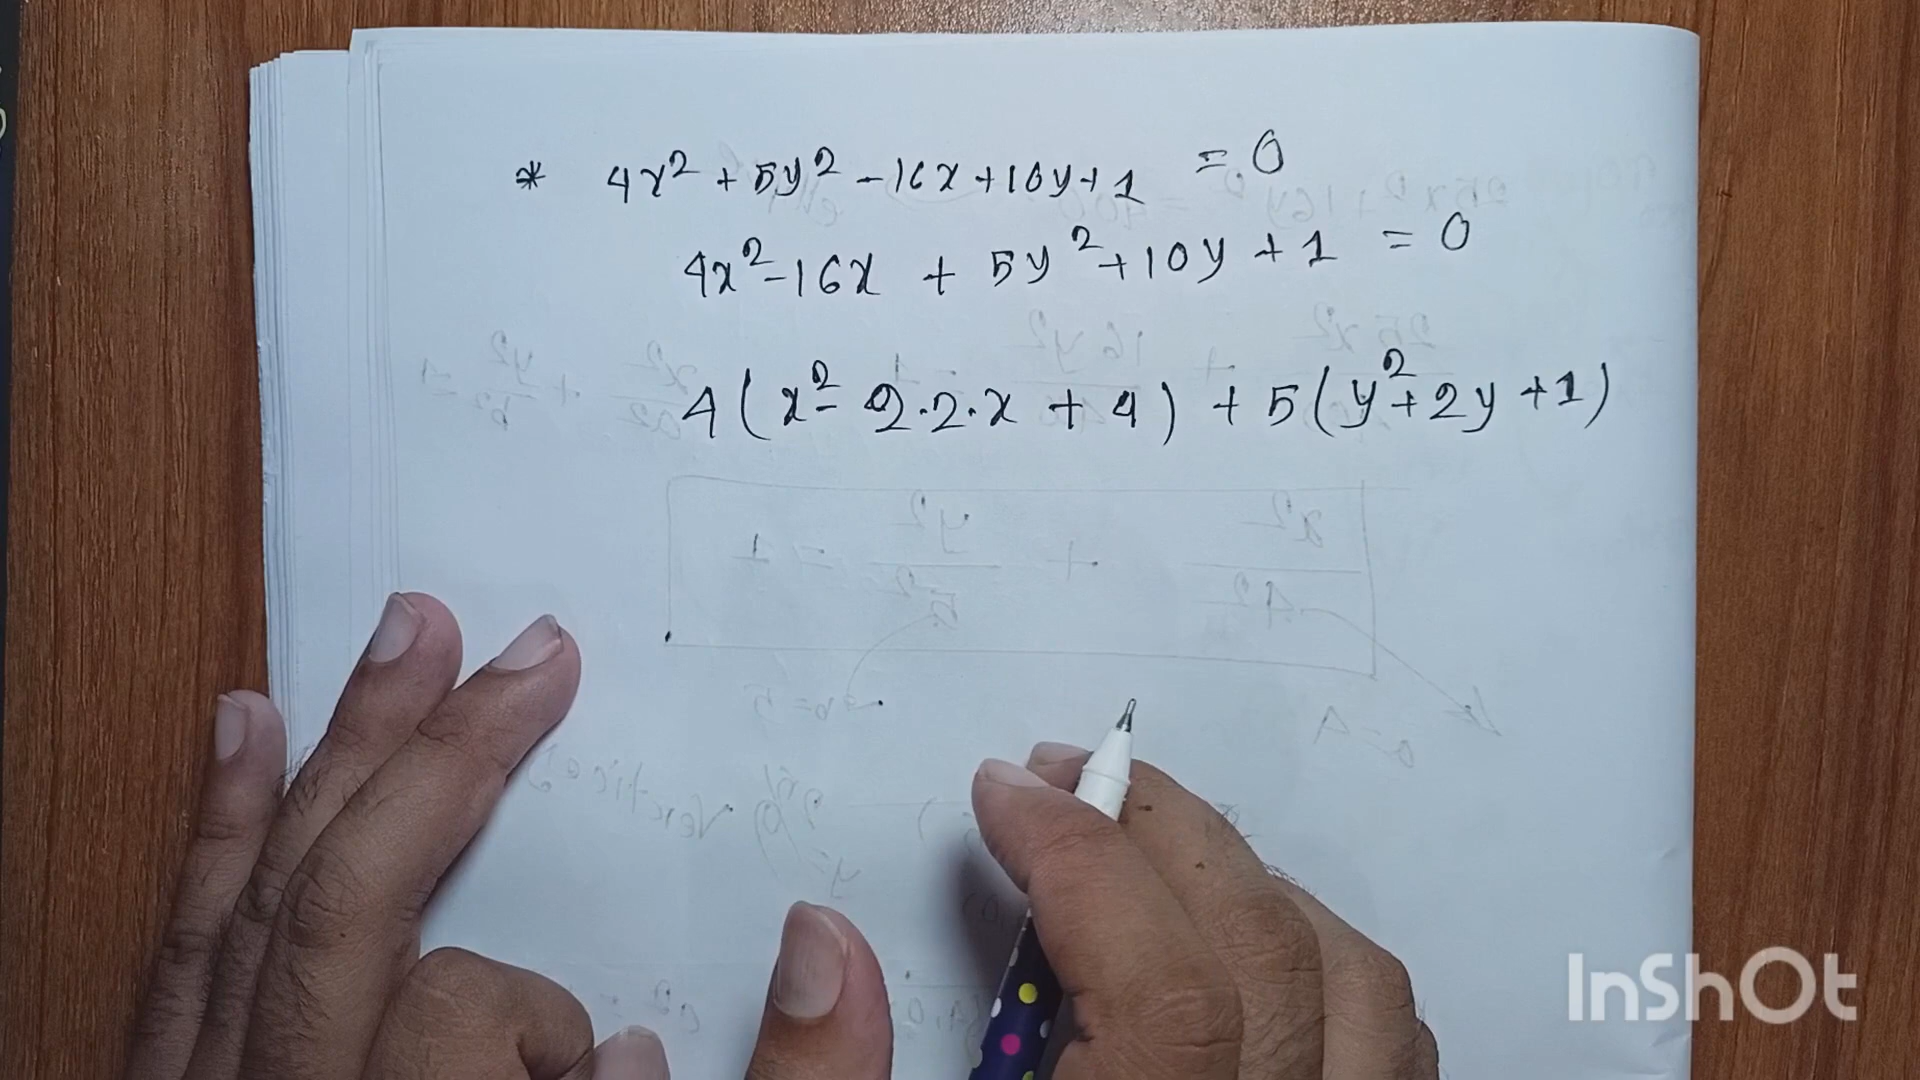 * 4x² + 5y² - 16x + 10y + 1 = 0
4x² - 16x + 5y² + 10y + 1 = 0
4(x² - 2.2.x + 4) + 5(y² + 2y + 1)
InShOt